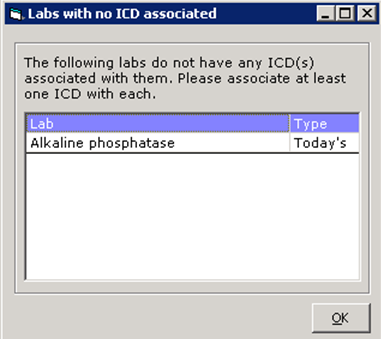 Labs with no ICD associated
The following labs do not have any ICD(s)
associated with them. Please associate at least
one ICD with each.
Lab Type
Alkaline phosphatase Today's
OK